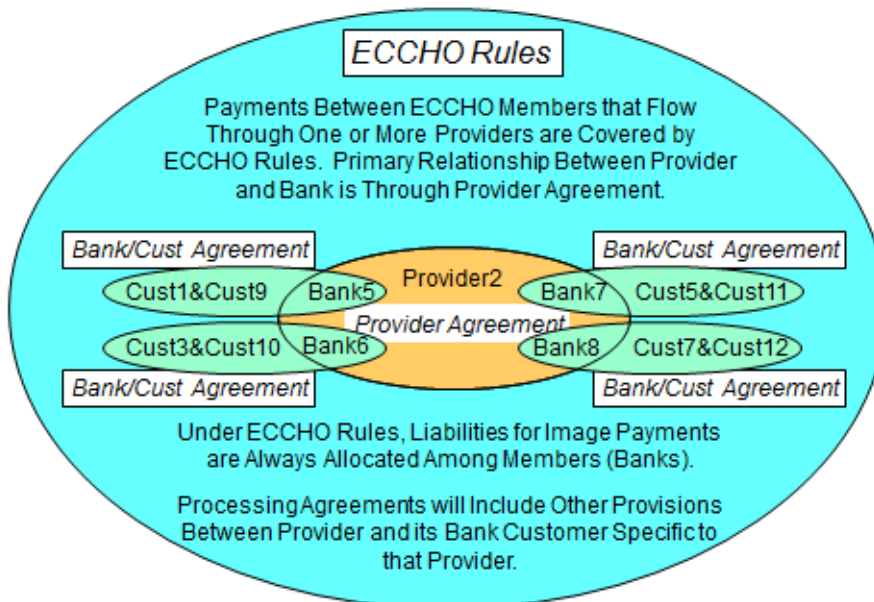 ECCHO Rules
Payments Between ECCHO Members that Flow
Through One or More Providers are Covered by
ECCHO Rules. Primary Relationship Between Provider
and Bank is Through Provider Agreement.
Bank/Cust Agreement
Bank/Cust Agreement
Cust1&Cust9
Bank5
Provider2
Bank7
Cust5&Cust11
Provider Agreement
Cust3&Cust10
Bank6
Bank8
Cust7&Cust12
Bank/Cust Agreement
Bank/Cust Agreement
Under ECCHO Rules, Liabilities for Image Payments
are Always Allocated Among Members (Banks).
Processing Agreements will Include Other Provisions
Between Provider and its Bank Customer Specific to
that Provider.